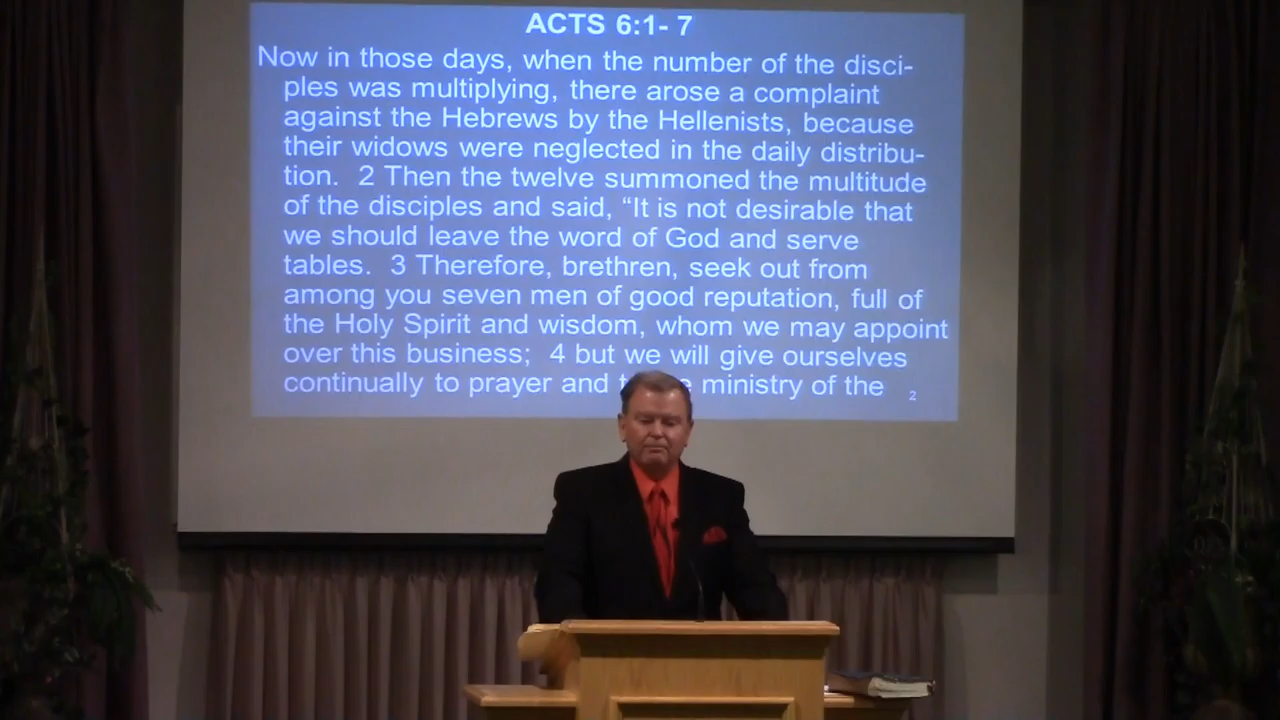 ACTS 6:1- 7
Now in those days, when the number of the disci-
ples was multiplying, there arose a complaint
against the Hebrews by the Hellenists, because
their widows were neglected in the daily distribu-
tion. 2 Then the twelve summoned the multitude
of the disciples and said, “It is not desirable that
we should leave the word of God and serve
tables. 3 Therefore, brethren, seek out from
among you seven men of good reputation, full of
the Holy Spirit and wisdom, whom we may appoint
over this business; 4 but we will give ourselves
continually to prayer and ministry of the
2